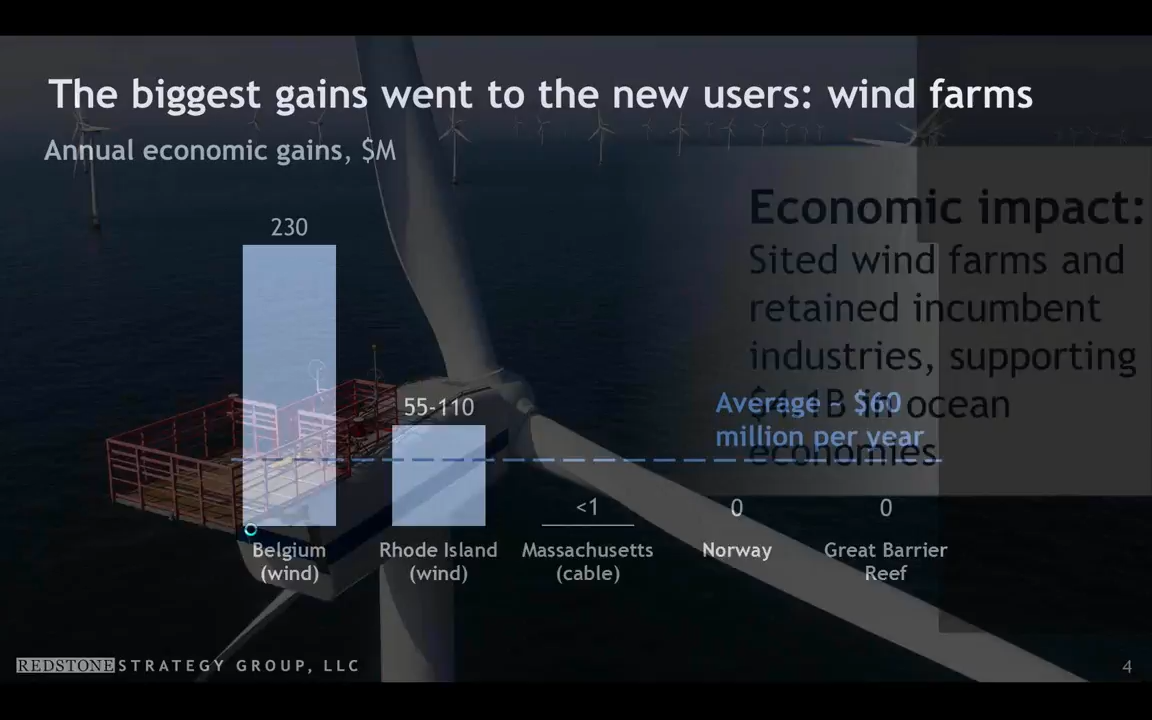 The biggest gains went to the new users: wind farms
Annual economic gains, $M
Economic impact:
Sited wind farms and
retained incumbent
industries, supporting
in ocean
economies
230
55-110
<1
0
0
Average ~ $60
million per year
Belgium
(wind)
Rhode Island
(wind)
Massachusetts
(cable)
Norway
Great Barrier
Reef
REDSTONE STRATEGY GROUP, LLC
4